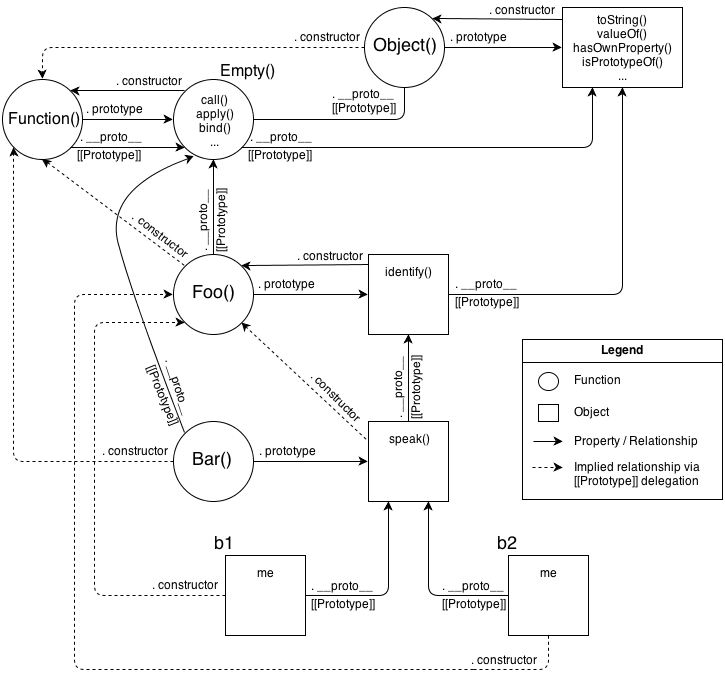 . constructor
toString()
valueOf()
hasOwnProperty()
isPrototypeOf()
...
. constructor
Object()
. prototype
Empty()
. constructor
. __proto__
[[Prototype]]
call()
apply()
bind()
...
Function()
. prototype
. __proto__
[[Prototype]]
. __proto__
[[Prototype]]
. constructor
. __proto__
[[Prototype]]
. constructor
identify()
Foo()
. prototype
. __proto__
[[Prototype]]
. __proto__
[[Prototype]]
. __proto__
[[Prototype]]
. constructor
Legend
Function
Object
Property / Relationship
Implied relationship via
[[Prototype]] delegation
. constructor
Bar()
. prototype
speak()
b1
b2
me
me
. constructor
. __proto__
[[Prototype]]
. __proto__
[[Prototype]]
. constructor